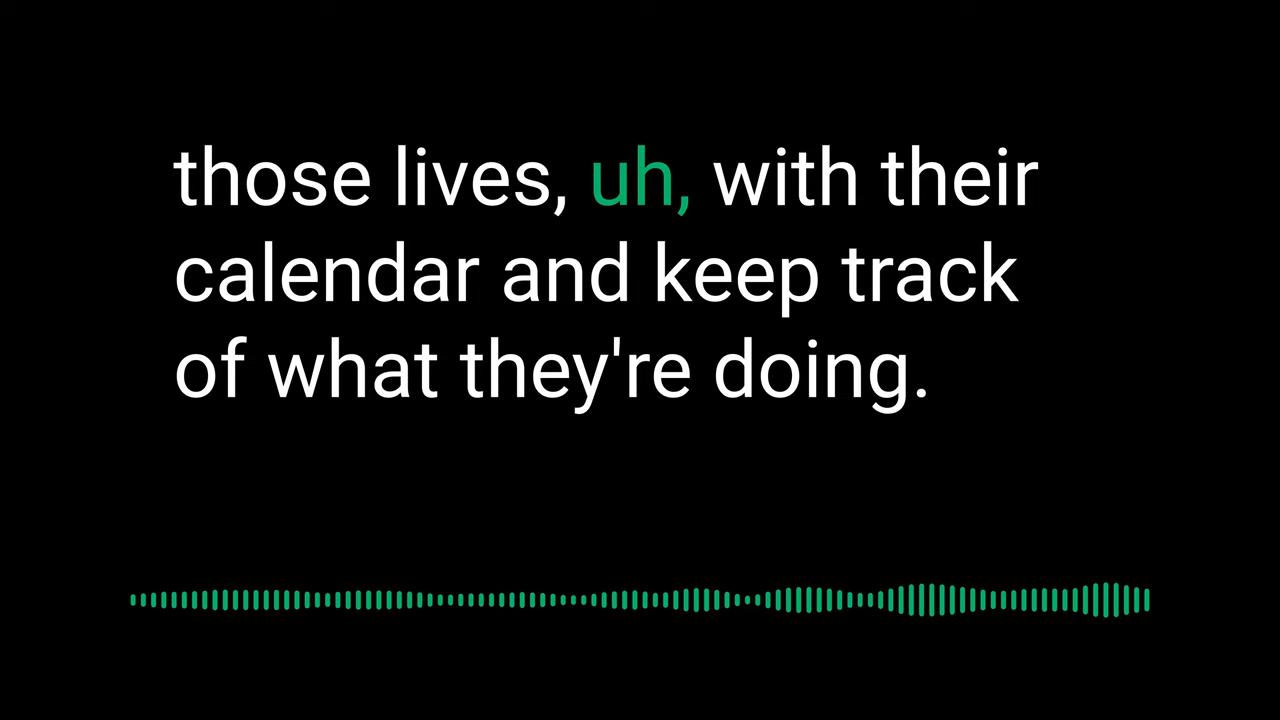 those lives, uh, with their
calendar and keep track
of what they're doing.